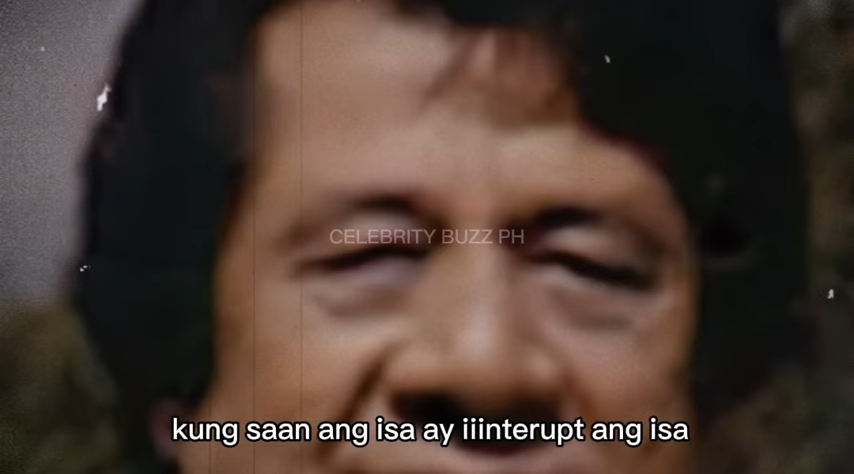 CELEBRITY BUZZ PH
kung saan ang isa ay iiinterupt ang isa